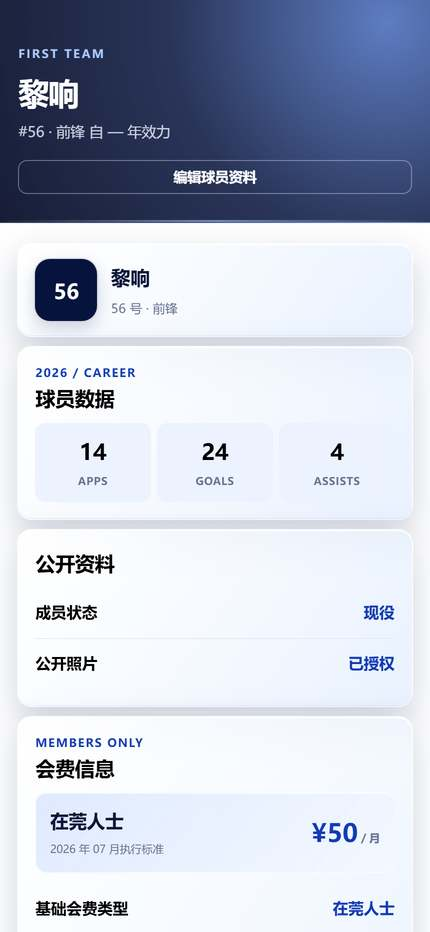 FIRST TEAM
黎响
#56 · 前锋 自 — 年效力
编辑球员资料
56
黎响
56 号 · 前锋
2026 / CAREER
球员数据
14
APPS
24
GOALS
4
ASSISTS
公开资料
成员状态 现役
公开照片 已授权
MEMBERS ONLY
会费信息
在莞人士
2026 年 07 月执行标准
¥50 / 月
基础会费类型 在莞人士